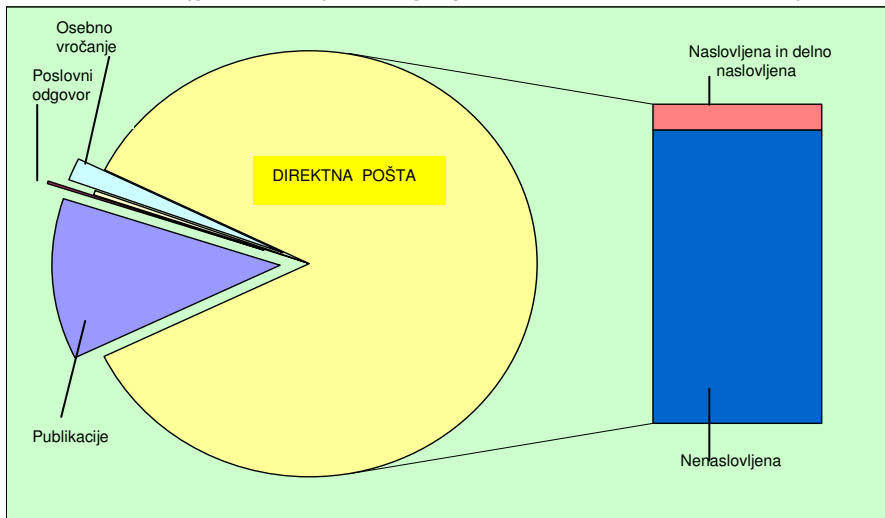 Osebno
vročanje
Poslovni
odgovor
DIREKTNA POŠTA
Naslovljena in delno
naslovljena
Publikacije
Nenaslovljena